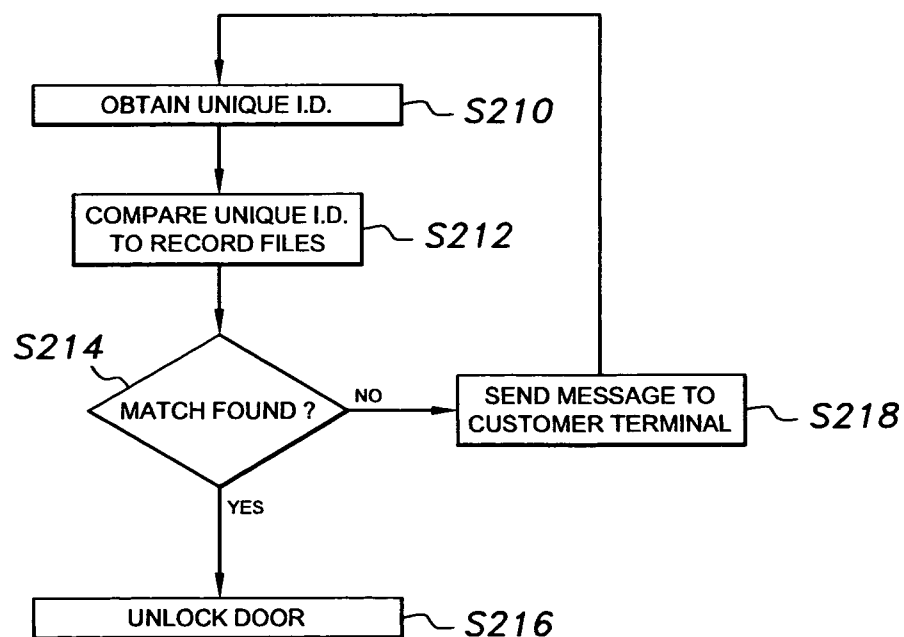 OBTAIN UNIQUE I.D.
S210
COMPARE UNIQUE I.D.
TO RECORD FILES
S212
S214
MATCH FOUND ?
NO
SEND MESSAGE TO
CUSTOMER TERMINAL
S218
YES
UNLOCK DOOR
S216